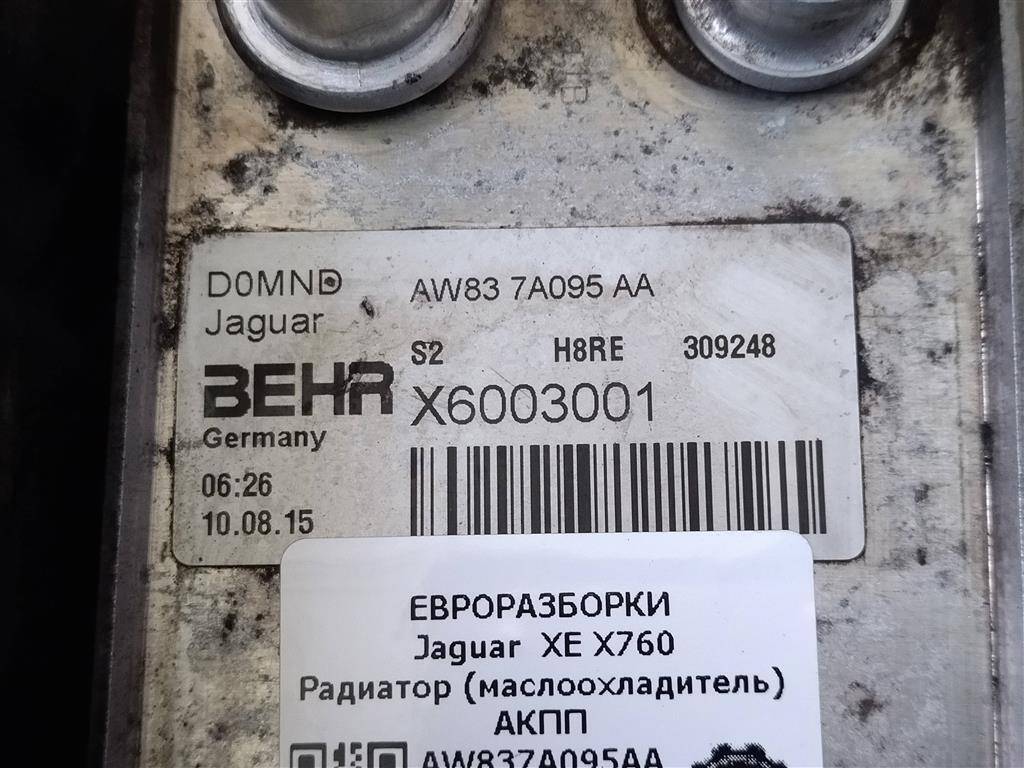 D0MND AW83 7A095 AA
Jaguar
S2 H8RE 309248
BEHR X6003001
Germany
06:26
10.08.15
ЕВРОРАЗБОРКИ
Jaguar XE X760
Радиатор (маслоохладитель)
АКПП
AW837A095AA